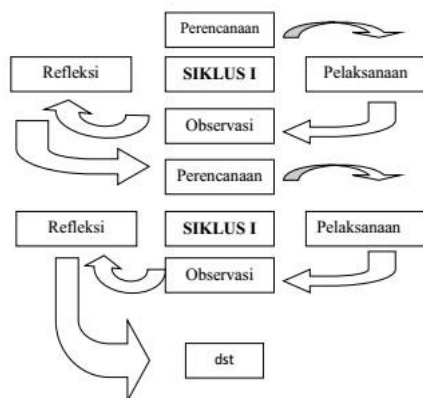 Perencanaan
Refleksi
SIKLUS I
Pelaksanaan
Observasi
Perencanaan
Refleksi
SIKLUS I
Pelaksanaan
Observasi
dst